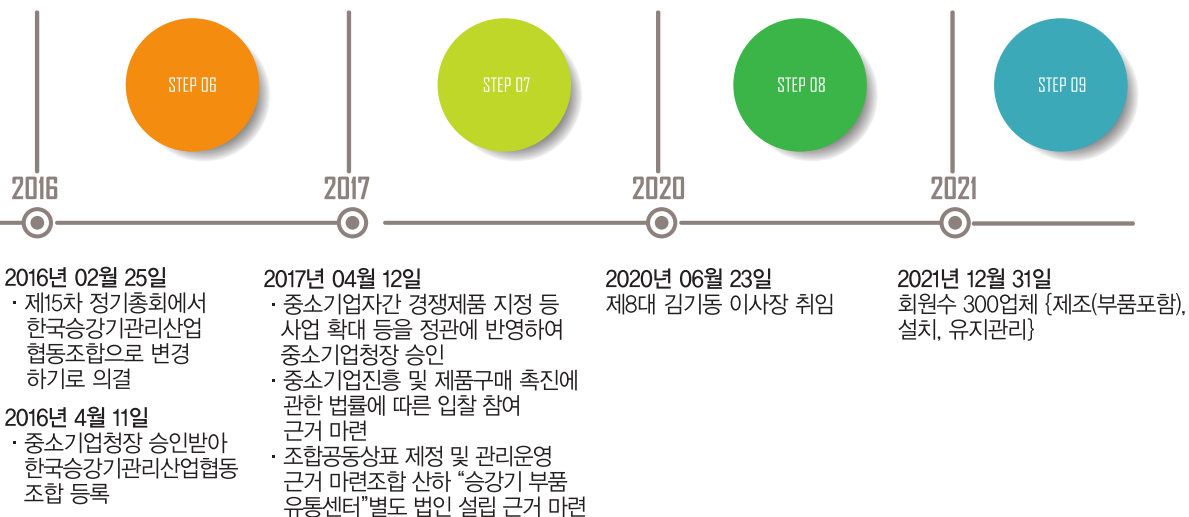 STEP 06
STEP 07
STEP 08
STEP 09
2016
2017
2020
2021
2016년 02월 25일
· 제15차 정기총회에서
한국승강기관리산업
협동조합으로 변경
하기로 의결
2016년 4월 11일
· 중소기업청장 승인받아
한국승강기관리산업협동
조합 등록
2017년 04월 12일
· 중소기업자간 경쟁제품 지정 등
사업 확대 등을 정관에 반영하여
중소기업청장 승인
· 중소기업진흥 및 제품구매 촉진에
관한 법률에 따른 입찰 참여
근거 마련
· 조합공동상표 제정 및 관리운영
근거 마련조합 산하 “승강기 부품
유통센터”별도 법인 설립 근거 마련
2020년 06월 23일
제8대 김기동 이사장 취임
2021년 12월 31일
회원수 300업체 {제조(부품포함),
설치, 유지관리}